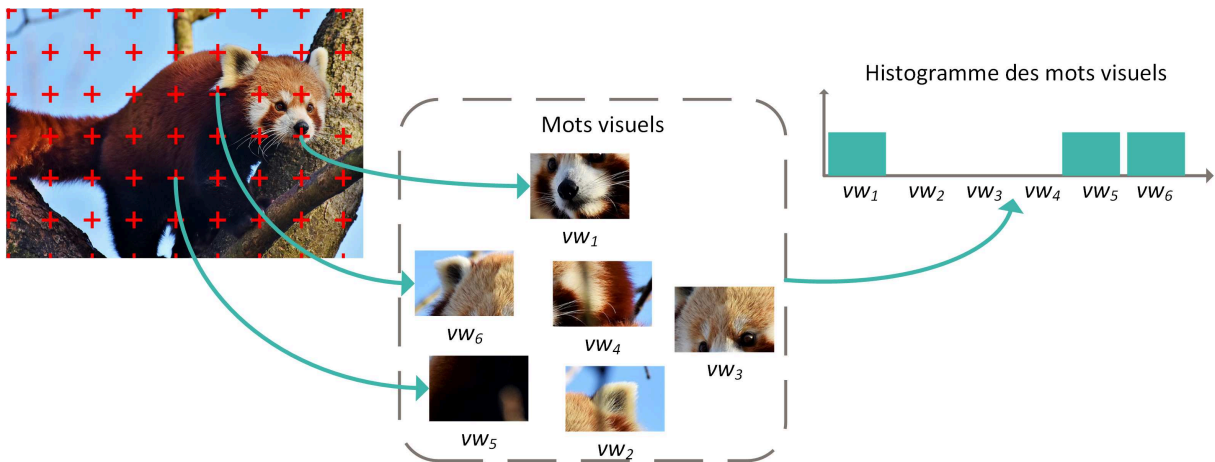 Mots visuels
vw₁
vw₆
vw₄
vw₃
vw₅
vw₂
Histogramme des mots visuels
vw₁ vw₂ vw₃ vw₄ vw₅ vw₆